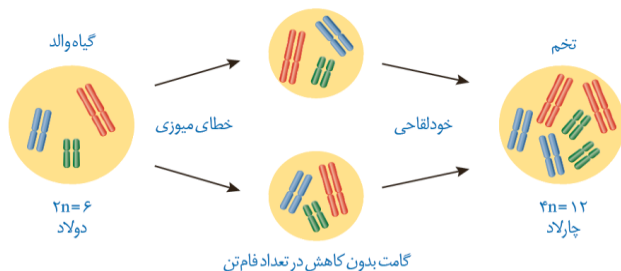 گیاه والد
تخم
خطای میوزی
خودلقاحی
۲n=۶
دولاد
۴n=۱۲
چارلاد
گامت بدون کاهش در تعداد فام‌تن